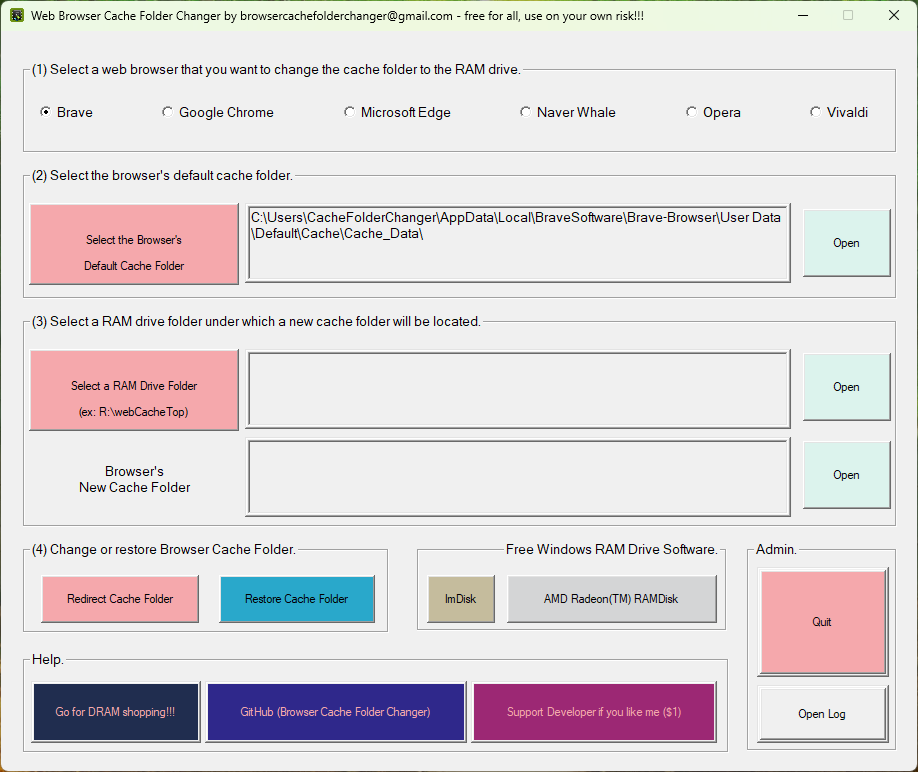 Web Browser Cache Folder Changer by browsercachefolderchanger@gmail.com - free for all, use on your own risk!!!
(1) Select a web browser that you want to change the cache folder to the RAM drive.
Brave
Google Chrome
Microsoft Edge
Naver Whale
Opera
Vivaldi
(2) Select the browser's default cache folder.
Select the Browser's
Default Cache Folder
C:\Users\CacheFolderChanger\AppData\Local\BraveSoftware\Brave-Browser\User Data
\Default\Cache\Cache_Data\
Open
(3) Select a RAM drive folder under which a new cache folder will be located.
Select a RAM Drive Folder
(ex: R:\webCacheTop)
Open
Browser's
New Cache Folder
Open
(4) Change or restore Browser Cache Folder.
Redirect Cache Folder
Restore Cache Folder
Free Windows RAM Drive Software.
ImDisk
AMD Radeon(TM) RAMDisk
Admin.
Quit
Open Log
Help.
Go for DRAM shopping!!!
GitHub (Browser Cache Folder Changer)
Support Developer if you like me ($1)